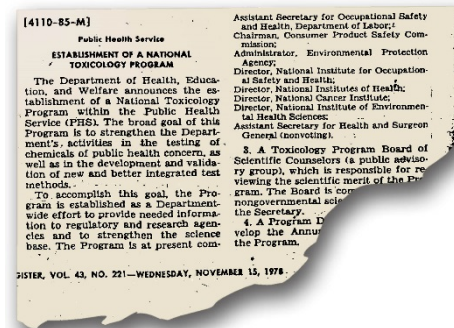 [4110-85-M]
Public Health Service
ESTABLISHMENT OF A NATIONAL
TOXICOLOGY PROGRAM
The Department of Health, Educa-
tion, and Welfare announces the es-
tablishment of a National Toxicology
Program within the Public Health
Service (PHS). The broad goal of this
Program is to strengthen the Depart-
ment's activities in the testing of
chemicals of public health concern, as
well as in the development and valida-
tion of new and better integrated test
methods.
To accomplish this goal, the Pro-
gram is established as a Department-
wide effort to provide needed informa-
tion to regulatory and research agen-
cies and to strengthen the science
base. The Program is at present com-
Assistant Secretary for Occupational Safety
and Health, Department of Labor;
Chairman, Consumer Product Safety Com-
mission;
Administrator, Environmental Protection
Agency;
Director, National Institute for Occupation-
al Safety and Health;
Director, National Institutes of Health;
Director, National Cancer Institute;
Director, National Institute of Environmen-
tal Health Sciences;
Assistant Secretary for Health and Surgeon
General (nonvoting).
3. A Toxicology Program Board of
Scientific Counselors (a public adviso-
ry group), which is responsible for re-
viewing the scientific merit of the
gram. The Board is
nongovernmental
the Secretary.
4. A Program
velop the
the Program.
GISTER, VOL. 43, NO. 221—WEDNESDAY, NOVEMBER 15, 1978